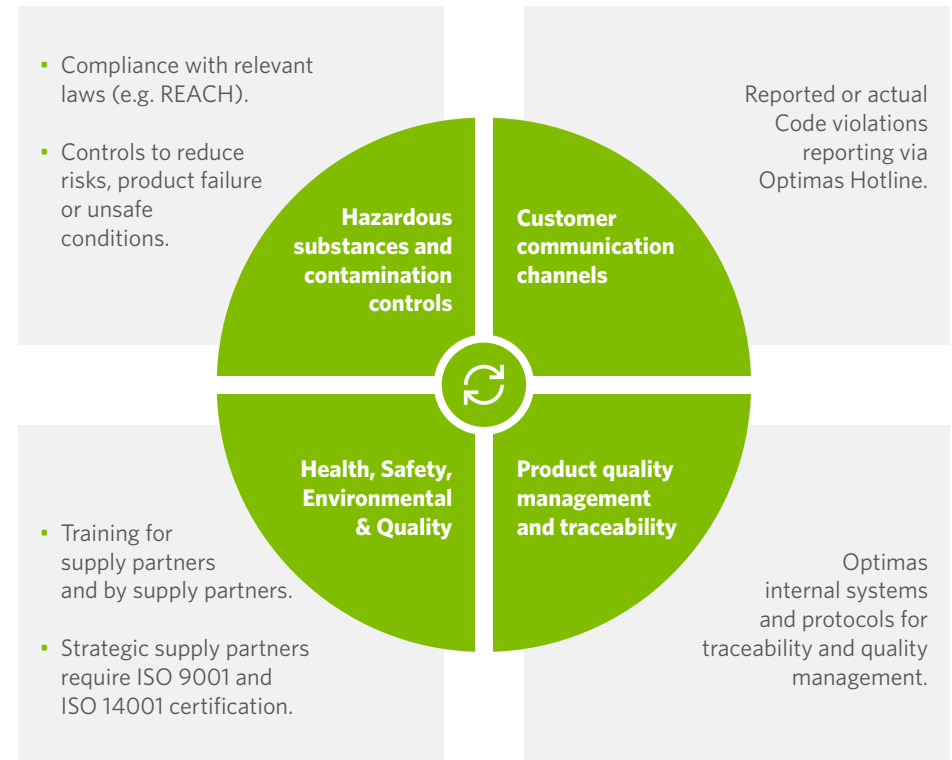 • Compliance with relevant
laws (e.g. REACH).
• Controls to reduce
risks, product failure
or unsafe
conditions.
Hazardous
substances and
contamination
controls
Reported or actual
Code violations
reporting via
Optimas Hotline.
Customer
communication
channels
Health, Safety,
Environmental
& Quality
• Training for
supply partners
and by supply partners.
• Strategic supply partners
require ISO 9001 and
ISO 14001 certification.
Product quality
management
and traceability
Optimas
internal systems
and protocols for
traceability and quality
management.